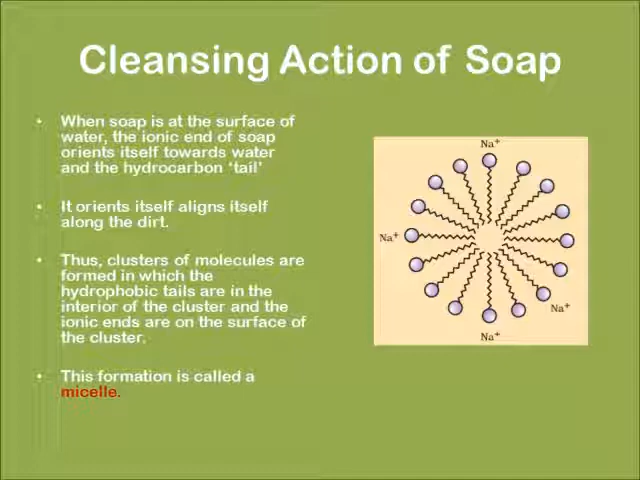 Cleansing Action of Soap
• When soap is at the surface of
water, the ionic end of soap
orients itself towards water
and the hydrocarbon ‘tail’
• It orients itself aligns itself
along the dirt.
• Thus, clusters of molecules are
formed in which the
hydrophobic tails are in the
interior of the cluster and the
ionic ends are on the surface of
the cluster.
• This formation is called a
micelle.
Na+
Na+
Na+
Na+